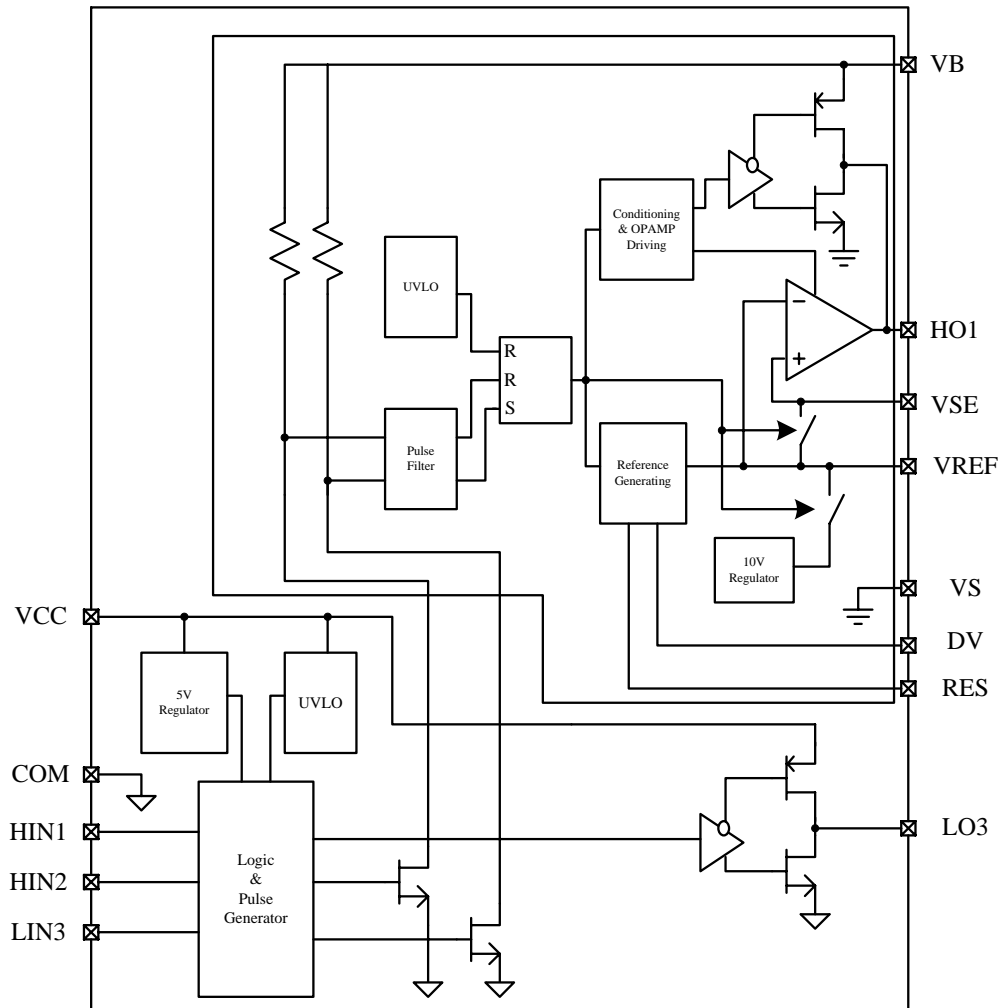 VB
Conditioning
& OPAMP
Driving
UVLO
HO1
R
R
S
VSE
Pulse
Filter
Reference
Generating
VREF
10V
Regulator
VS
VCC
DV
5V
Regulator
UVLO
RES
COM
HIN1
LO3
Logic
&
Pulse
Generator
HIN2
LIN3